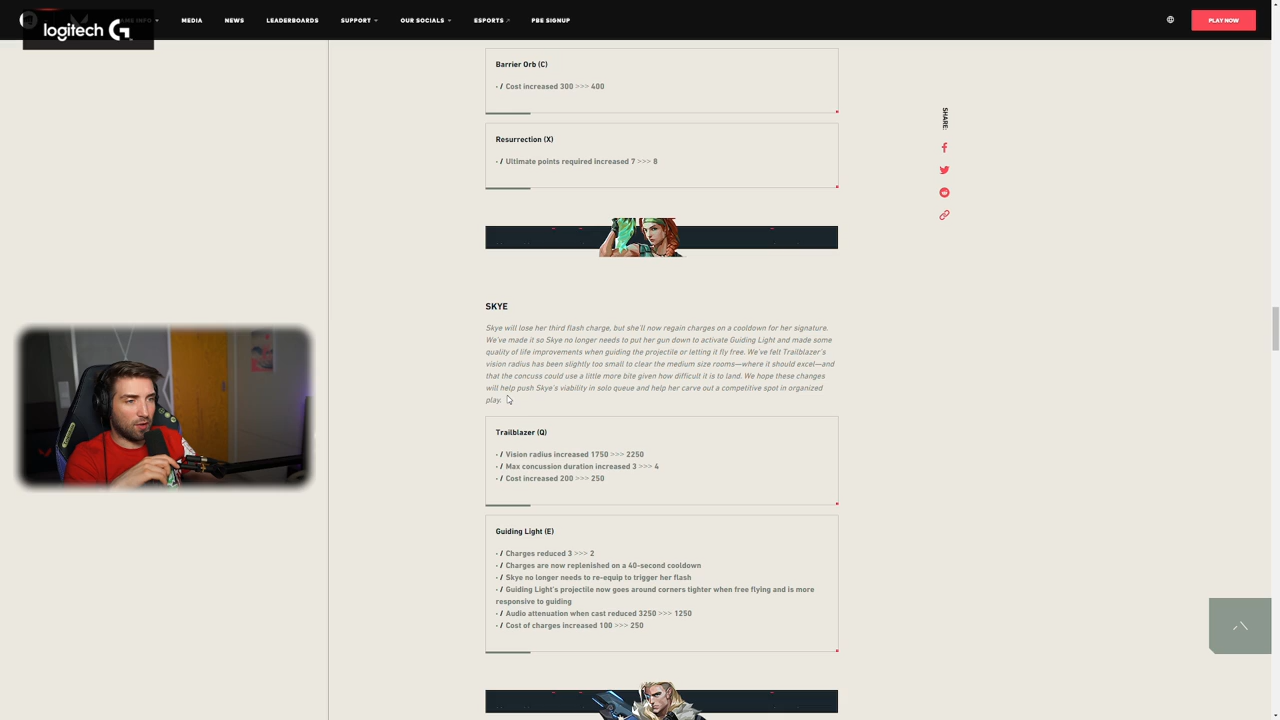 logitech G
MEDIA
NEWS
LEADERBOARDS
SUPPORT
OUR SOCIALS
ESPORTS
PBE SIGNUP
PLAY NOW
Barrier Orb (C)
• / Cost increased 300 >>> 400
Resurrection (X)
• / Ultimate points required increased 7 >>> 8
SHARE:
SKYE
Skye will lose her third flash charge, but she'll now regain charges on a cooldown for her signature.
We've made it so Skye no longer needs to put her gun down to activate Guiding Light and made some
quality of life improvements when guiding the projectile or letting it fly free. We've felt Trailblazer's
vision radius has been slightly too small to clear the medium size rooms—where it should excel—and
that the concuss could use a little more bite given how difficult it is to land. We hope these changes
will help push Skye's viability in solo queue and help her carve out a competitive spot in organized
play.
Trailblazer (Q)
• / Vision radius increased 1750 >>> 2250
• / Max concussion duration increased 3 >>> 4
• / Cost increased 200 >>> 250
Guiding Light (E)
• / Charges reduced 3 >>> 2
• / Charges are now replenished on a 40-second cooldown
• / Skye no longer needs to re-equip to trigger her flash
• / Guiding Light's projectile now goes around corners tighter when free flying and is more
responsive to guiding
• / Audio attenuation when cast reduced 3250 >>> 1250
• / Cost of charges increased 100 >>> 250